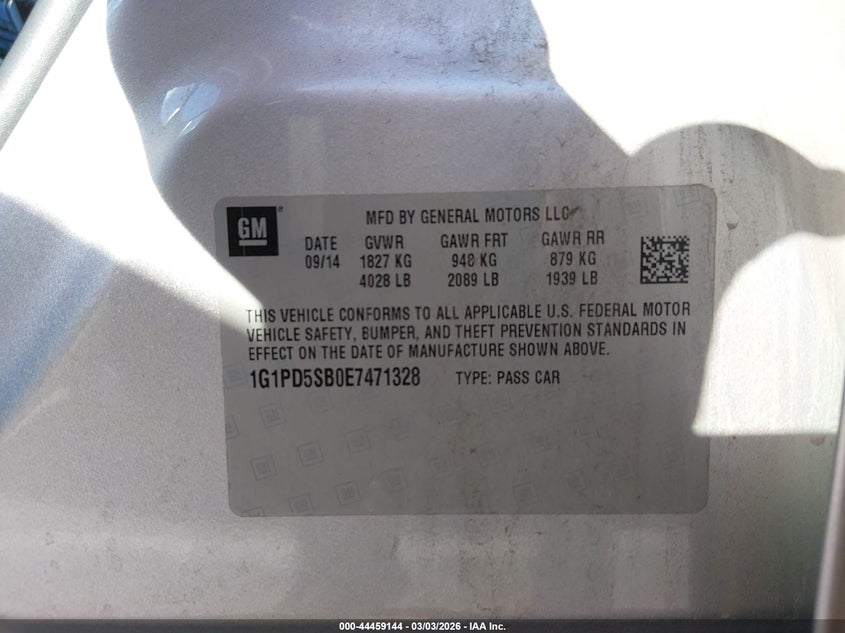 GM®
MFD BY GENERAL MOTORS LLC
DATE GVWR GAWR FRT GAWR RR
09/14 1827 KG 948 KG 879 KG
4028 LB 2089 LB 1939 LB
THIS VEHICLE CONFORMS TO ALL APPLICABLE U.S. FEDERAL MOTOR
VEHICLE SAFETY, BUMPER, AND THEFT PREVENTION STANDARDS IN
EFFECT ON THE DATE OF MANUFACTURE SHOWN ABOVE.
1G1PD5SB0E7471328 TYPE: PASS CAR
000-44459144 | 03/03/2026 - IAA Inc.